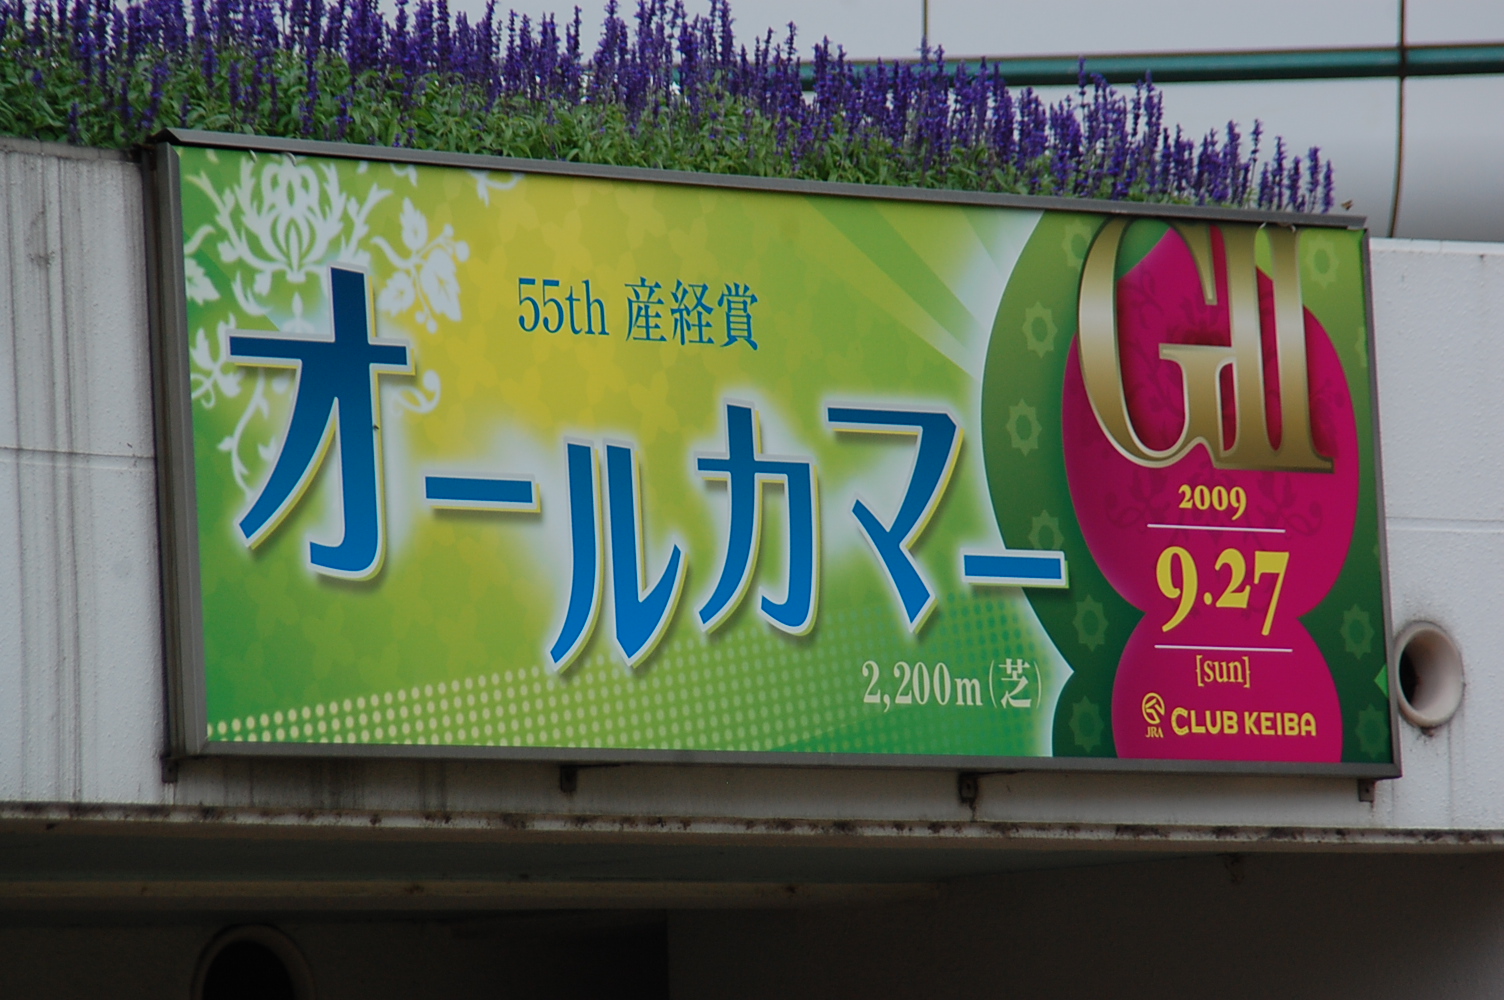 55th 産経賞
オールカマー
2,200m(芝)
GII
2009
9.27
[sun]
JRA CLUB KEIBA